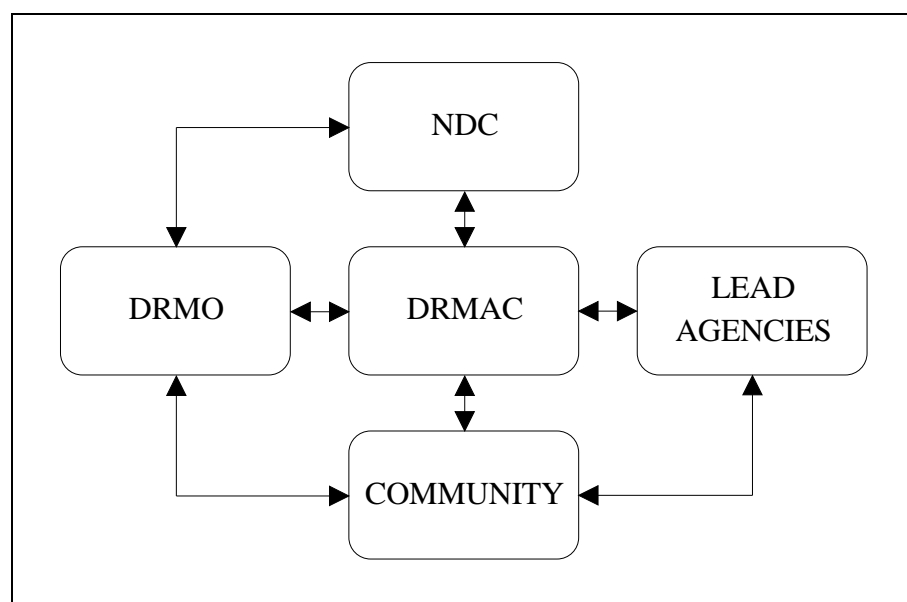 NDC
DRMO
DRMAC
LEAD
AGENCIES
COMMUNITY